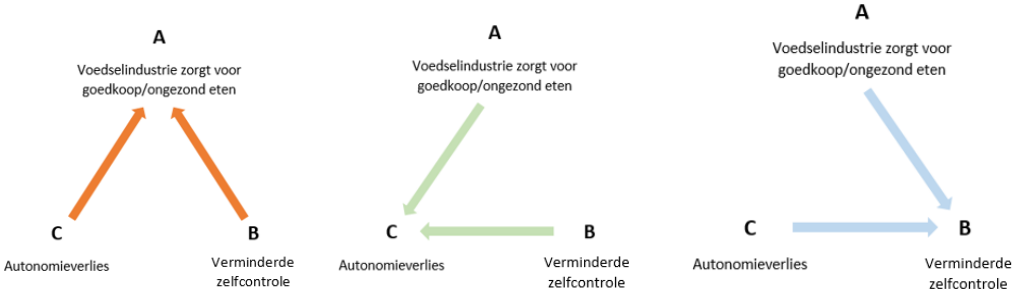 A
Voedselindustrie zorgt voor
goedkoop/ongezond eten
C
B
Autonomieverlies
Verminderde
zelfcontrole
A
Voedselindustrie zorgt voor
goedkoop/ongezond eten
C
B
Autonomieverlies
Verminderde
zelfcontrole
A
Voedselindustrie zorgt voor
goedkoop/ongezond eten
C
B
Autonomieverlies
Verminderde
zelfcontrole